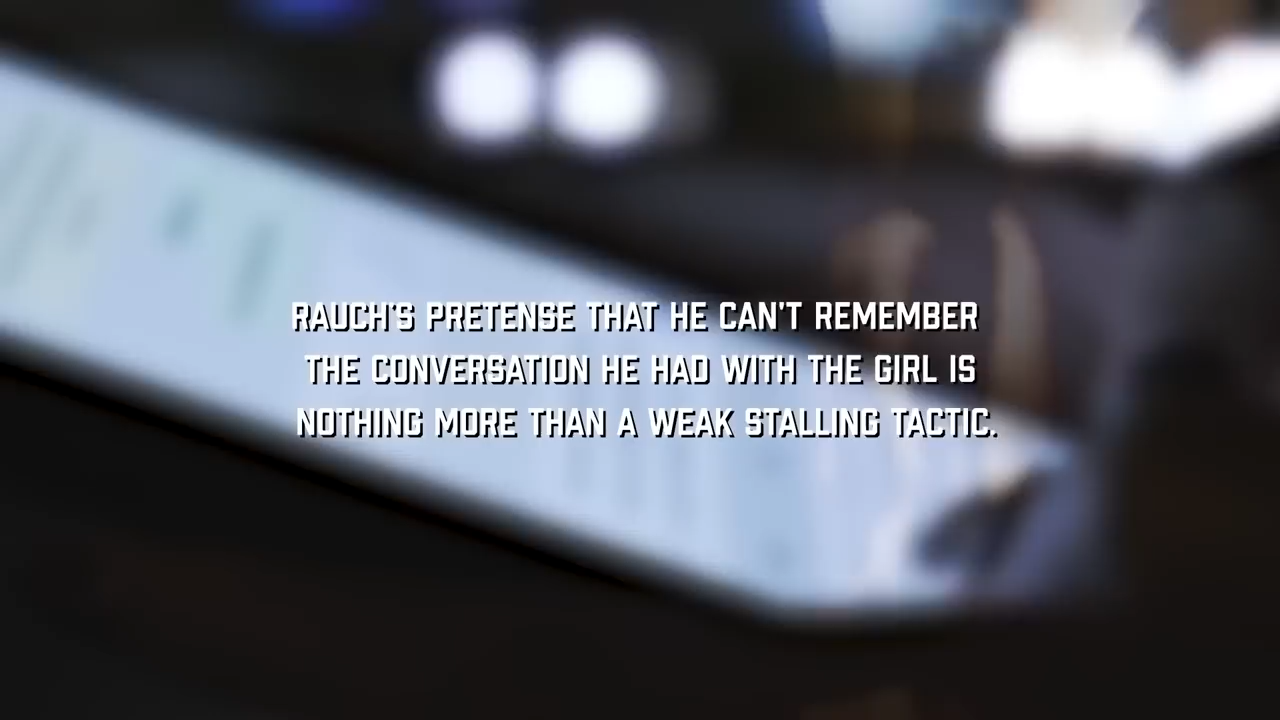 RAUCH'S PRETENSE THAT HE CAN'T REMEMBER
THE CONVERSATION HE HAD WITH THE GIRL IS
NOTHING MORE THAN A WEAK STALLING TACTIC.